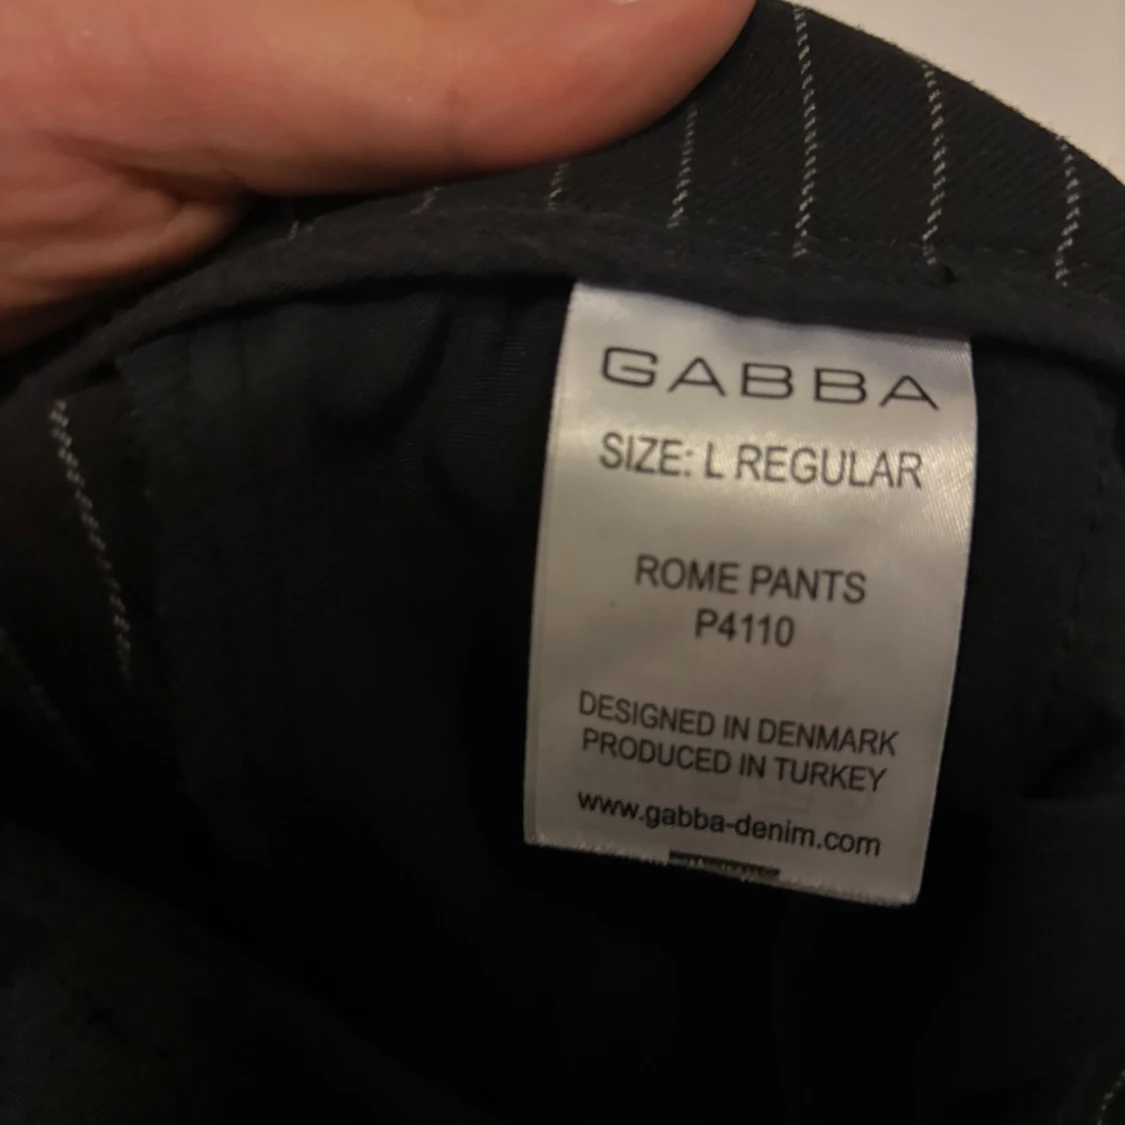 GABBA
SIZE: L REGULAR
ROME PANTS
P4110
DESIGNED IN DENMARK
PRODUCED IN TURKEY
www.gabba-denim.com